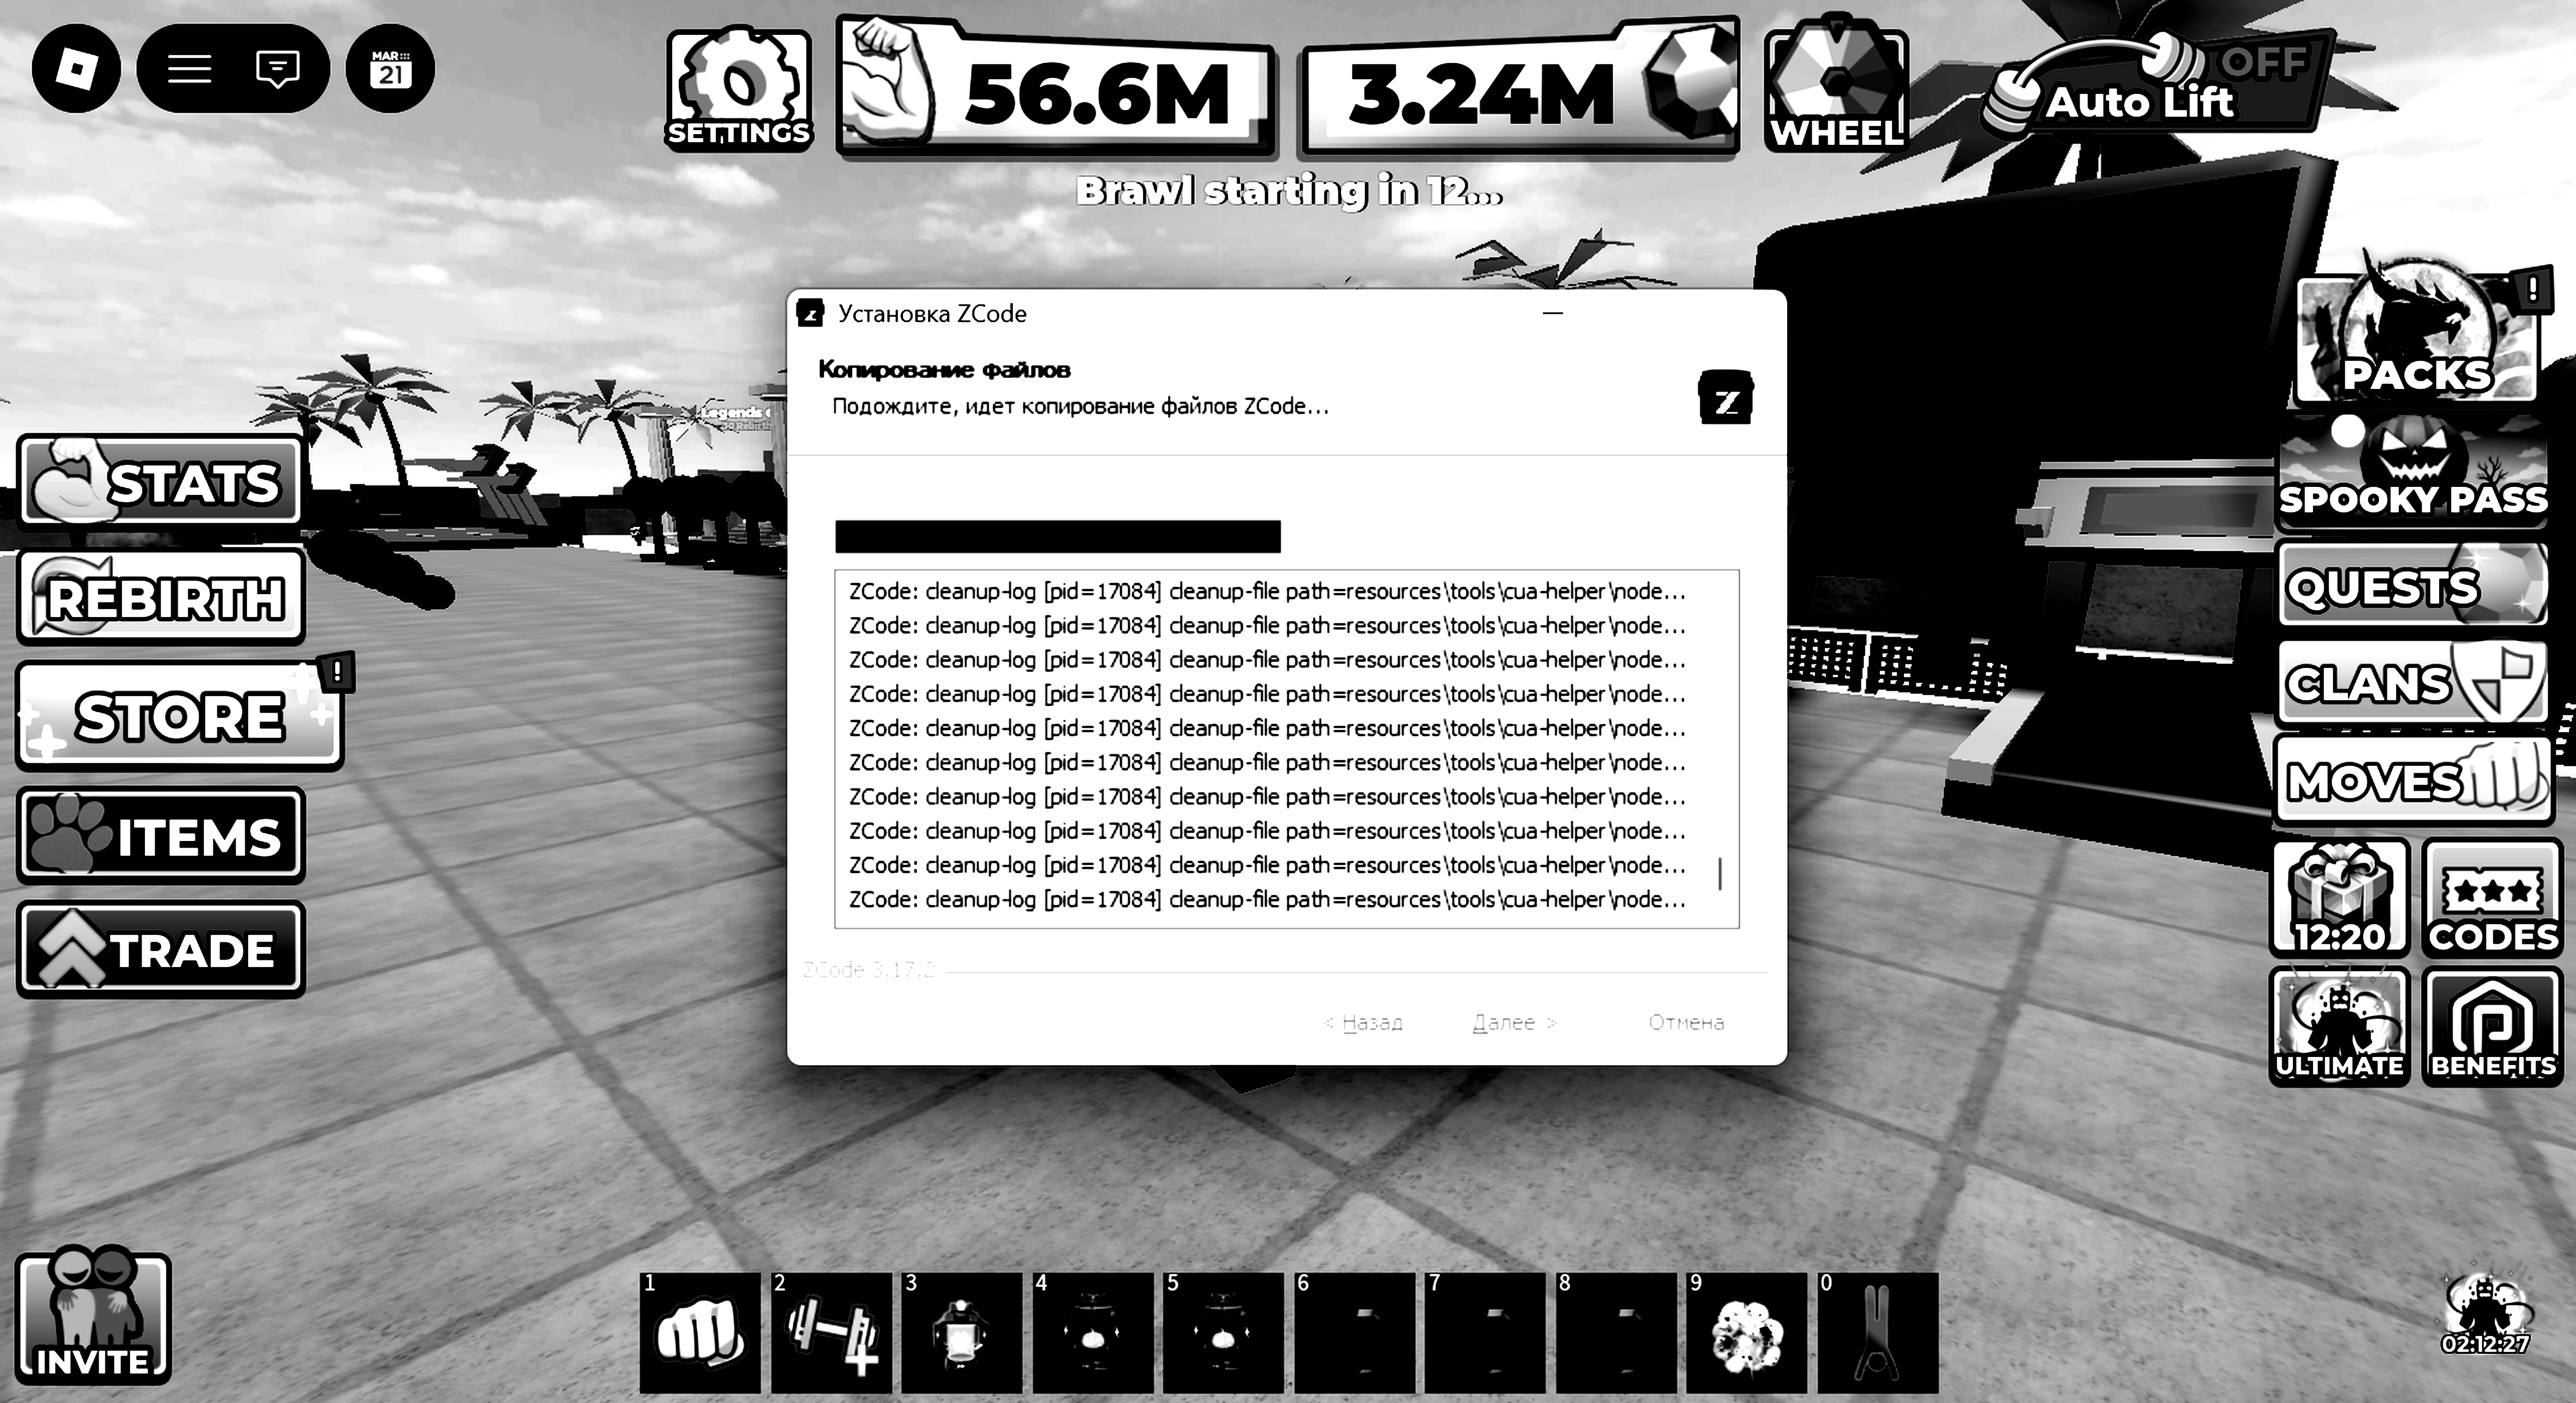 MAR
21
SETTINGS
56.6M
3.24M
WHEEL
OFF
Auto Lift
Brawl starting in 12...
Установка ZCode
Копирование файлов
Подождите, идет копирование файлов ZCode...
Legends
PACKS
SPOOKY PASS
STATS
REBIRTH
STORE
ITEMS
TRADE
QUESTS
CLANS
MOVES
12:20
CODES
ULTIMATE
BENEFITS
ZCode: cleanup-log [pid=17084] cleanup-file path=resources\tools\cua-helper\node...
ZCode: cleanup-log [pid=17084] cleanup-file path=resources\tools\cua-helper\node...
ZCode: cleanup-log [pid=17084] cleanup-file path=resources\tools\cua-helper\node...
ZCode: cleanup-log [pid=17084] cleanup-file path=resources\tools\cua-helper\node...
ZCode: cleanup-log [pid=17084] cleanup-file path=resources\tools\cua-helper\node...
ZCode: cleanup-log [pid=17084] cleanup-file path=resources\tools\cua-helper\node...
ZCode: cleanup-log [pid=17084] cleanup-file path=resources\tools\cua-helper\node...
ZCode: cleanup-log [pid=17084] cleanup-file path=resources\tools\cua-helper\node...
ZCode: cleanup-log [pid=17084] cleanup-file path=resources\tools\cua-helper\node...
ZCode: cleanup-log [pid=17084] cleanup-file path=resources\tools\cua-helper\node...
ZCode 3.17.2
< Назад
Далее >
Отмена
INVITE
1 2 3 4 5 6 7 8 9 0
02:12:27